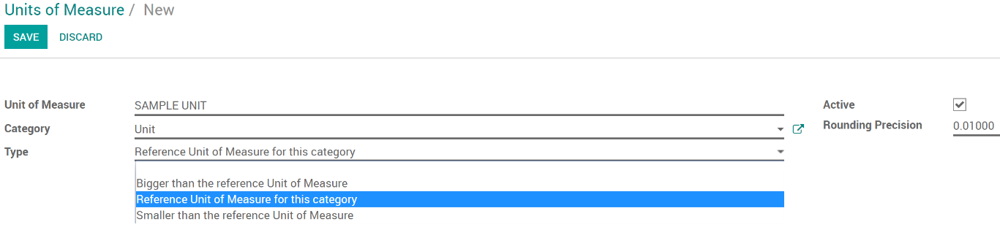 Units of Measure / New
SAVE DISCARD
Unit of Measure SAMPLE UNIT Active
Category Unit Rounding Precision 0.01000
Type Reference Unit of Measure for this category
Bigger than the reference Unit of Measure
Reference Unit of Measure for this category
Smaller than the reference Unit of Measure